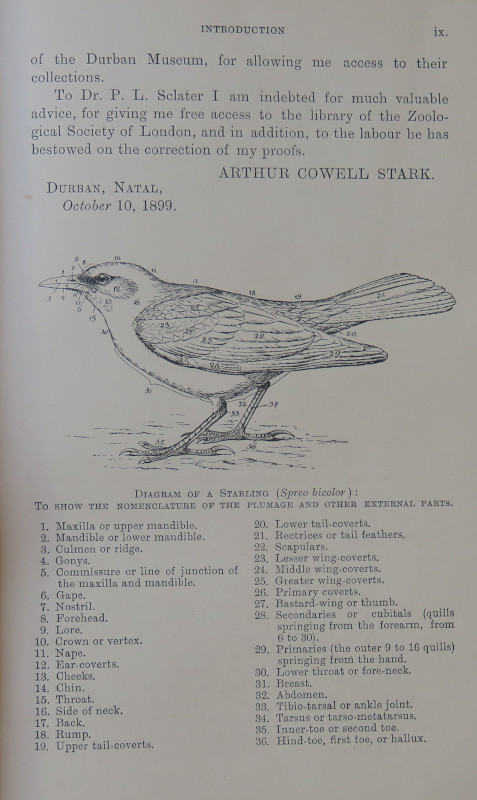 INTRODUCTION ix.
of the Durban Museum, for allowing me access to their
collections.
To Dr. P. L. Sclater I am indebted for much valuable
advice, for giving me free access to the library of the Zoolo-
gical Society of London, and in addition, to the labour he has
bestowed on the correction of my proofs.
ARTHUR COWELL STARK.
DURBAN, NATAL,
October 10, 1899.
DIAGRAM OF A STARLING (Spreo bicolor):
TO SHOW THE NOMENCLATURE OF THE PLUMAGE AND OTHER EXTERNAL PARTS.
1. Maxilla or upper mandible.
2. Mandible or lower mandible.
3. Culmen or ridge.
4. Gonys.
5. Commissure or line of junction of
the maxilla and mandible.
6. Gape.
7. Nostril.
8. Forehead.
9. Lore.
10. Crown or vertex.
11. Nape.
12. Ear-coverts.
13. Cheeks.
14. Chin.
15. Throat.
16. Side of neck.
17. Back.
18. Rump.
19. Upper tail-coverts.
20. Lower tail-coverts.
21. Rectrices or tail feathers.
22. Scapulars.
23. Lesser wing-coverts.
24. Middle wing-coverts.
25. Greater wing-coverts.
26. Primary coverts.
27. Bastard-wing or thumb.
28. Secondaries or cubitals (quills
springing from the forearm, from
6 to 30).
29. Primaries (the outer 9 to 16 quills)
springing from the hand.
30. Lower throat or fore-neck.
31. Breast.
32. Abdomen.
33. Tibio-tarsal or ankle joint.
34. Tarsus or tarso-metatarsus.
35. Inner-toe or second toe.
36. Hind-toe, first toe, or hallux.